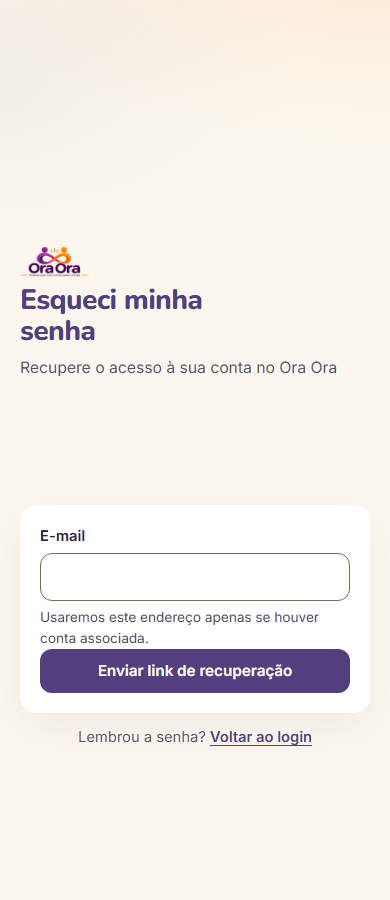 Ora Ora
Esqueci minha
senha
Recupere o acesso à sua conta no Ora Ora
E-mail
Usaremos este endereço apenas se houver
conta associada.
Enviar link de recuperação
Lembrou a senha? Voltar ao login